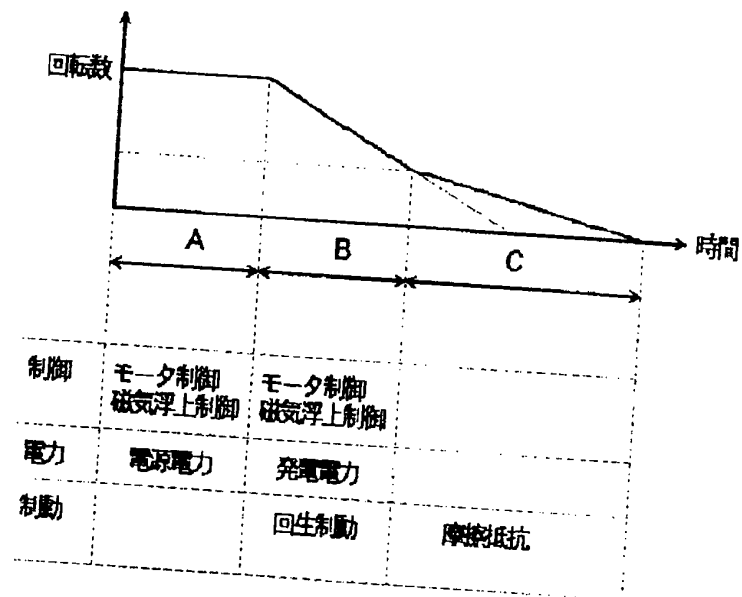 回転数
時間
A
B
C
制御
モータ制御
磁気浮上制御
モータ制御
磁気浮上制御
電力
電源電力
発電電力
制動
回生制動
摩擦抵抗